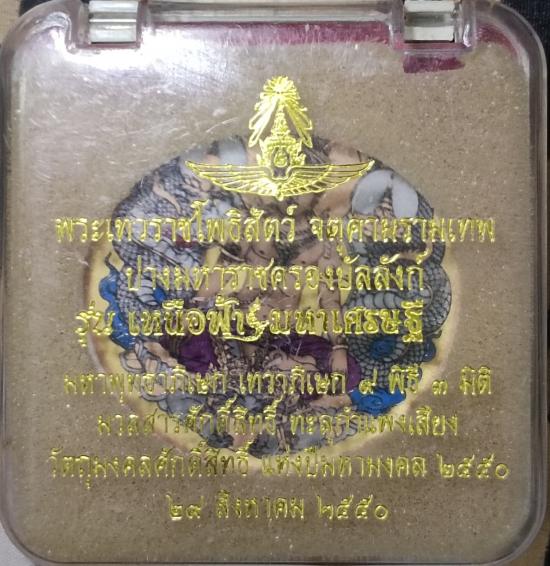 พระเทวราชโพธิสัตว์ จตุคามรามเทพ
ปางมหาราชครองบัลลังก์
รุ่น เหนือฟ้า มหาเศรษฐี
มหาพุทธาภิเษก เทวาภิเษก ๙ พิธี ๓ มิติ
มวลสารศักดิ์สิทธิ์ ทะลุกำแพงเสียง
วัตถุมงคลศักดิ์สิทธิ์ แห่งปีมหามงคล ๒๕๕๐
๒๙ สิงหาคม ๒๕๕๐